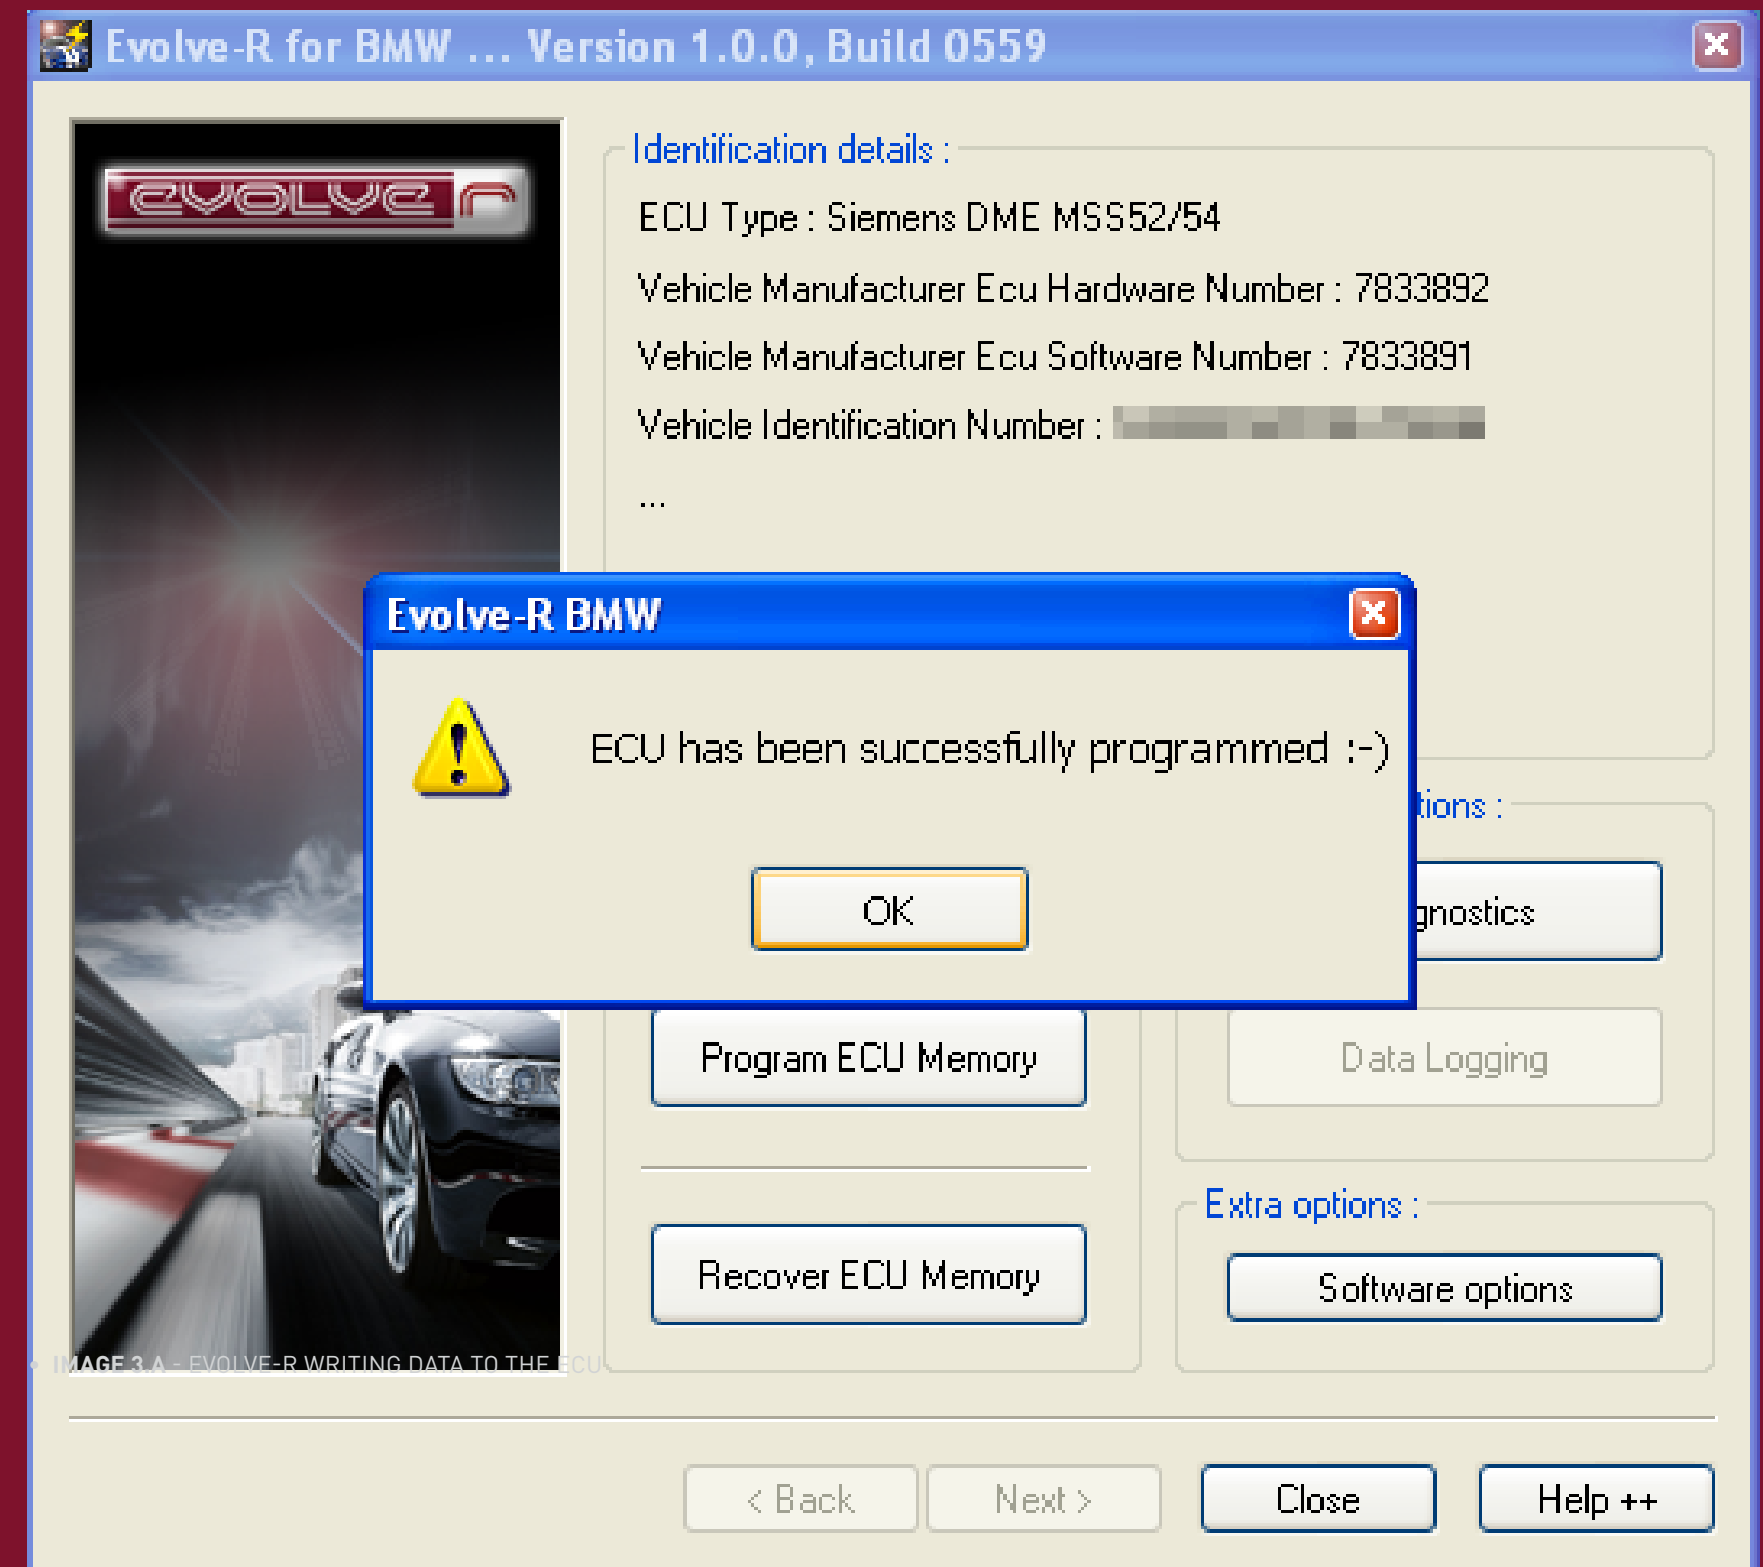 Evolve-R for BMW ... Version 1.0.0, Build 0559
evolve r
Identification details :
ECU Type : Siemens DME MSS52/54
Vehicle Manufacturer Ecu Hardware Number : 7833892
Vehicle Manufacturer Ecu Software Number : 7833891
Vehicle Identification Number :
...
Evolve-R BMW
ECU has been successfully programmed :-)
OK
tions :
gnostics
Program ECU Memory
Data Logging
Recover ECU Memory
Extra options :
Software options
• IMAGE 3.A - EVOLVE-R WRITING DATA TO THE ECU
< Back
Next >
Close
Help ++